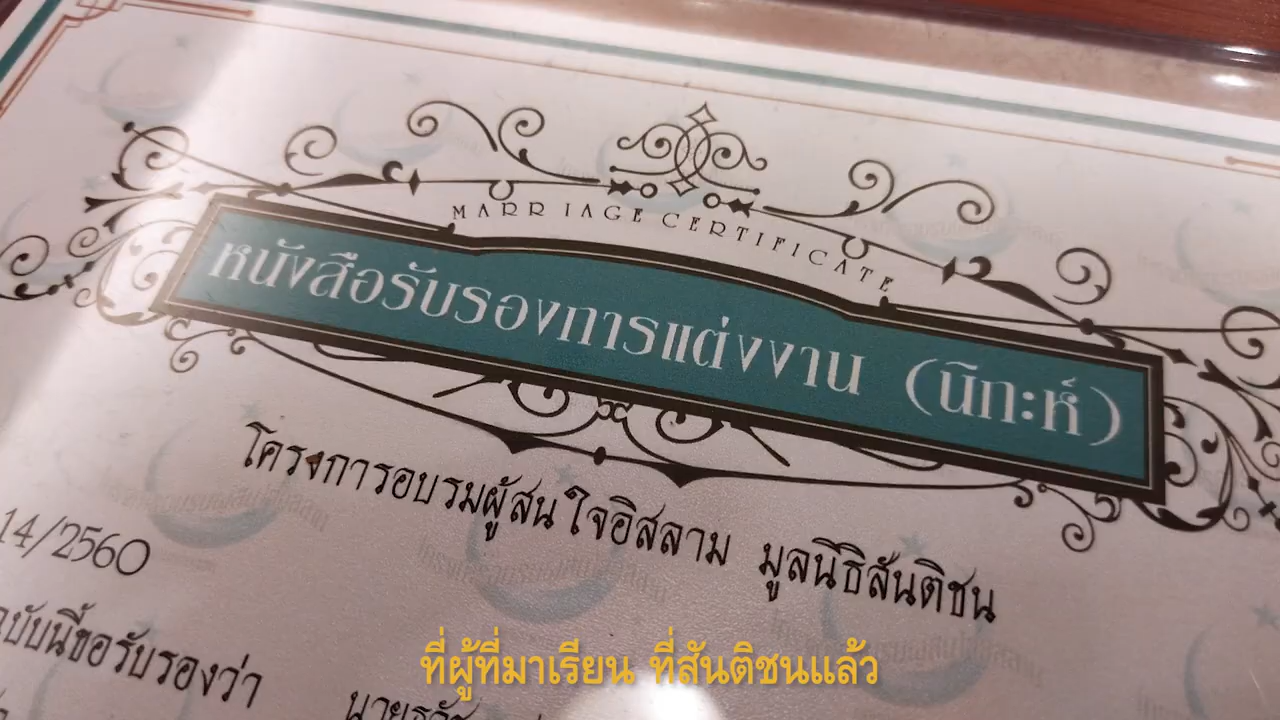 MARRIAGE CERTIFICATE
หนังสือรับรองการแต่งงาน (นิกะห์)
โครงการอบรมผู้สนใจอิสลาม มูลนิธิสันติชน
14/2560
ฉบับนี้ขอรับรองว่า
ที่ผู้ที่มาเรียน ที่สันติชนแล้ว